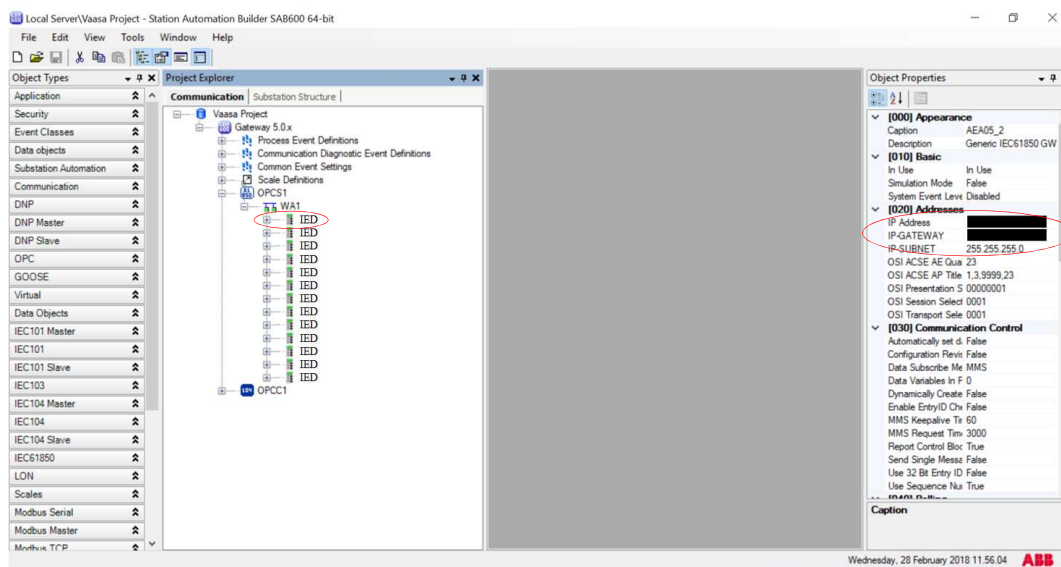 Local Server\Vaasa Project - Station Automation Builder SAB600 64-bit
File Edit View Tools Window Help
Object Types
Application
Security
Event Classes
Data objects
Substation Automation
Communication
DNP
DNP Master
DNP Slave
OPC
GOOSE
Virtual
Data Objects
IEC101 Master
IEC101
IEC101 Slave
IEC103
IEC104 Master
IEC104
IEC104 Slave
IEC61850
LON
Scales
Modbus Serial
Modbus Master
Modbus TCP
Project Explorer
Communication Substation Structure
Vaasa Project
Gateway 5.0.x
Process Event Definitions
Communication Diagnostic Event Definitions
Common Event Settings
Scale Definitions
61 850 OPCS1
WA1
IED
IED
IED
IED
IED
IED
IED
IED
IED
IED
IED
IED
IED
104 OPCC1
Object Properties
[000] Appearance
Caption AEA05_2
Description Generic IEC61850 GW
[010] Basic
In Use In Use
Simulation Mode False
System Event Leve Disabled
[020] Addresses
IP Address
IP-GATEWAY
IP-SUBNET 255.255.255.0
OSI ACSE AE Qua 23
OSI ACSE AP Title 1,3,9999,23
OSI Presentation S 00000001
OSI Session Select 0001
OSI Transport Sele 0001
[030] Communication Control
Automatically set d False
Configuration Revis False
Data Subscribe Me MMS
Data Variables In F 0
Dynamically Create False
Enable EntryID Che False
MMS Keepalive Tir 60
MMS Request Time 3000
Report Control Bloc True
Send Single Messa False
Use 32 Bit Entry ID False
Use Sequence Nu True
[040] Polling
Caption
Wednesday, 28 February 2018 11.56.04 ABB